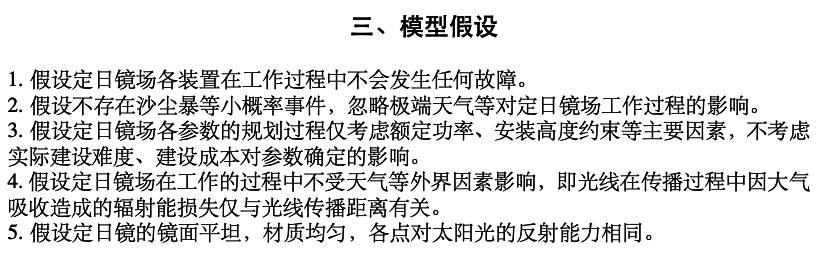 三、模型假设
1. 假设定日镜场各装置在工作过程中不会发生任何故障。
2. 假设不存在沙尘暴等小概率事件，忽略极端天气等对定日镜场工作过程的影响。
3. 假设定日镜场各参数的规划过程仅考虑额定功率、安装高度约束等主要因素，不考虑
实际建设难度、建设成本对参数确定的影响。
4. 假设定日镜场在工作的过程中不受天气等外界因素影响，即光线在传播过程中因大气
吸收造成的辐射能损失仅与光线传播距离有关。
5. 假设定日镜的镜面平坦，材质均匀，各点对太阳光的反射能力相同。